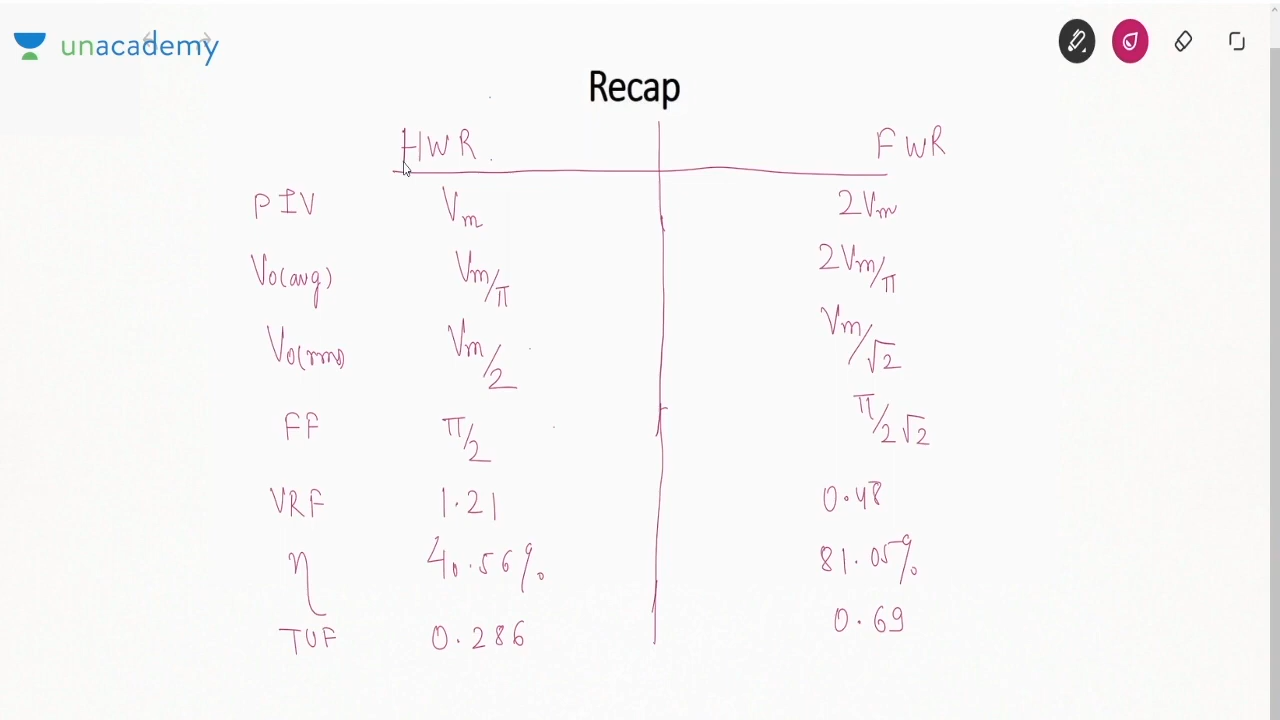 unacademy
Recap
HWR FWR
PIV Vm 2Vm
Vo(avg) Vm/π 2Vm/π
Vo(rms) Vm/2 Vm/√2
FF π/2 π/2√2
VRF 1.21 0.48
η 40.56% 81.05%
TUF 0.286 0.69